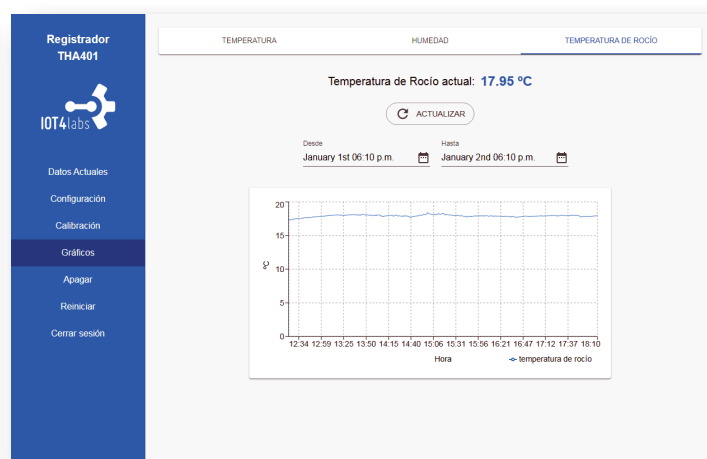 Registrador
THA401
IOT4labs
Datos Actuales
Configuración
Calibración
Gráficos
Apagar
Reiniciar
Cerrar sesión
TEMPERATURA HUMEDAD TEMPERATURA DE ROCÍO
Temperatura de Rocío actual: 17.95 ºC
ACTUALIZAR
Desde Hasta
January 1st 06:10 p.m. January 2nd 06:10 p.m.
20
15
ºC
10
5
0
12:34 12:59 13:25 13:50 14:15 14:40 15:06 15:31 15:56 16:21 16:47 17:12 17:37 18:10
Hora temperatura de rocío